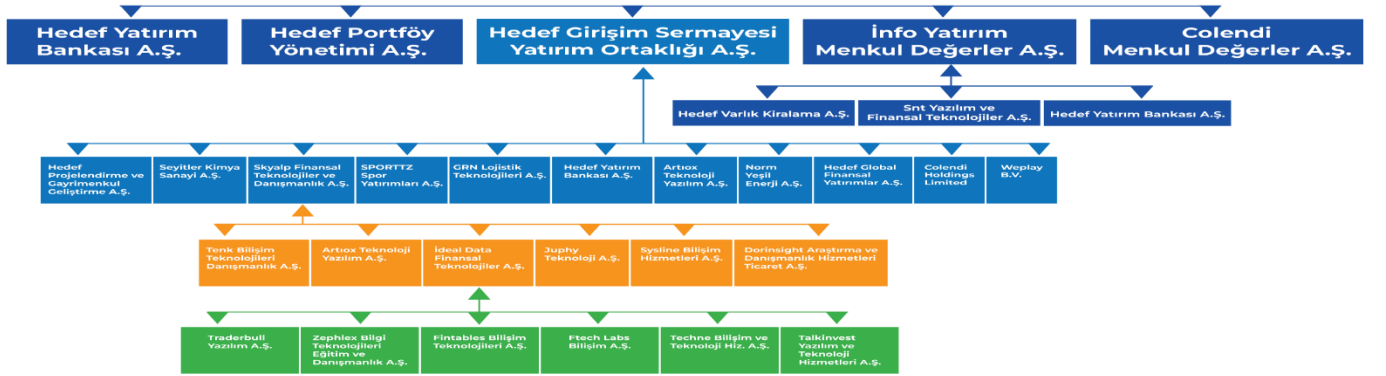 Hedef Yatırım
Bankası A.Ş.
Hedef Portföy
Yönetimi A.Ş.
Hedef Girişim Sermayesi
Yatırım Ortaklığı A.Ş.
İnfo Yatırım
Menkul Değerler A.Ş.
Colendi
Menkul Değerler A.Ş.
Hedef Varlık Kiralama A.Ş.
Snt Yazılım ve
Finansal Teknolojiler A.Ş.
Hedef Yatırım Bankası A.Ş.
Hedef
Projelendirme ve
Gayrimenkul
Geliştirme A.Ş.
Seyitler Kimya
Sanayi A.Ş.
Skyalp Finansal
Teknolojiler ve
Danışmanlık A.Ş.
SPORTTZ
Spor
Yatırımları A.Ş.
GRN Lojistik
Teknolojileri A.Ş.
Hedef Yatırım
Bankası A.Ş.
Artıox
Teknoloji
Yazılım A.Ş.
Norm
Yeşil
Enerji A.Ş.
Hedef Global
Finansal
Yatırımlar A.Ş.
Colendi
Holdings
Limited
Weplay
B.V.
Tenk Bilişim
Teknolojileri
Danışmanlık A.Ş.
Artıox Teknoloji
Yazılım A.Ş.
İdeal Data
Finansal
Teknolojiler A.Ş.
Juphy
Teknoloji A.Ş.
Sysline Bilişim
Hizmetleri A.Ş.
Dorinsight Araştırma ve
Danışmanlık Hizmetleri
Ticaret A.Ş.
Traderbull
Yazılım A.Ş.
Zephlex Bilgi
Teknolojileri
Eğitim ve
Danışmanlık A.Ş.
Fintables Bilişim
Teknolojileri A.Ş.
Ftech Labs
Bilişim A.Ş.
Techne Bilişim ve
Teknoloji Hiz. A.Ş.
Talkinvest
Yazılım ve
Teknoloji
Hizmetleri A.Ş.